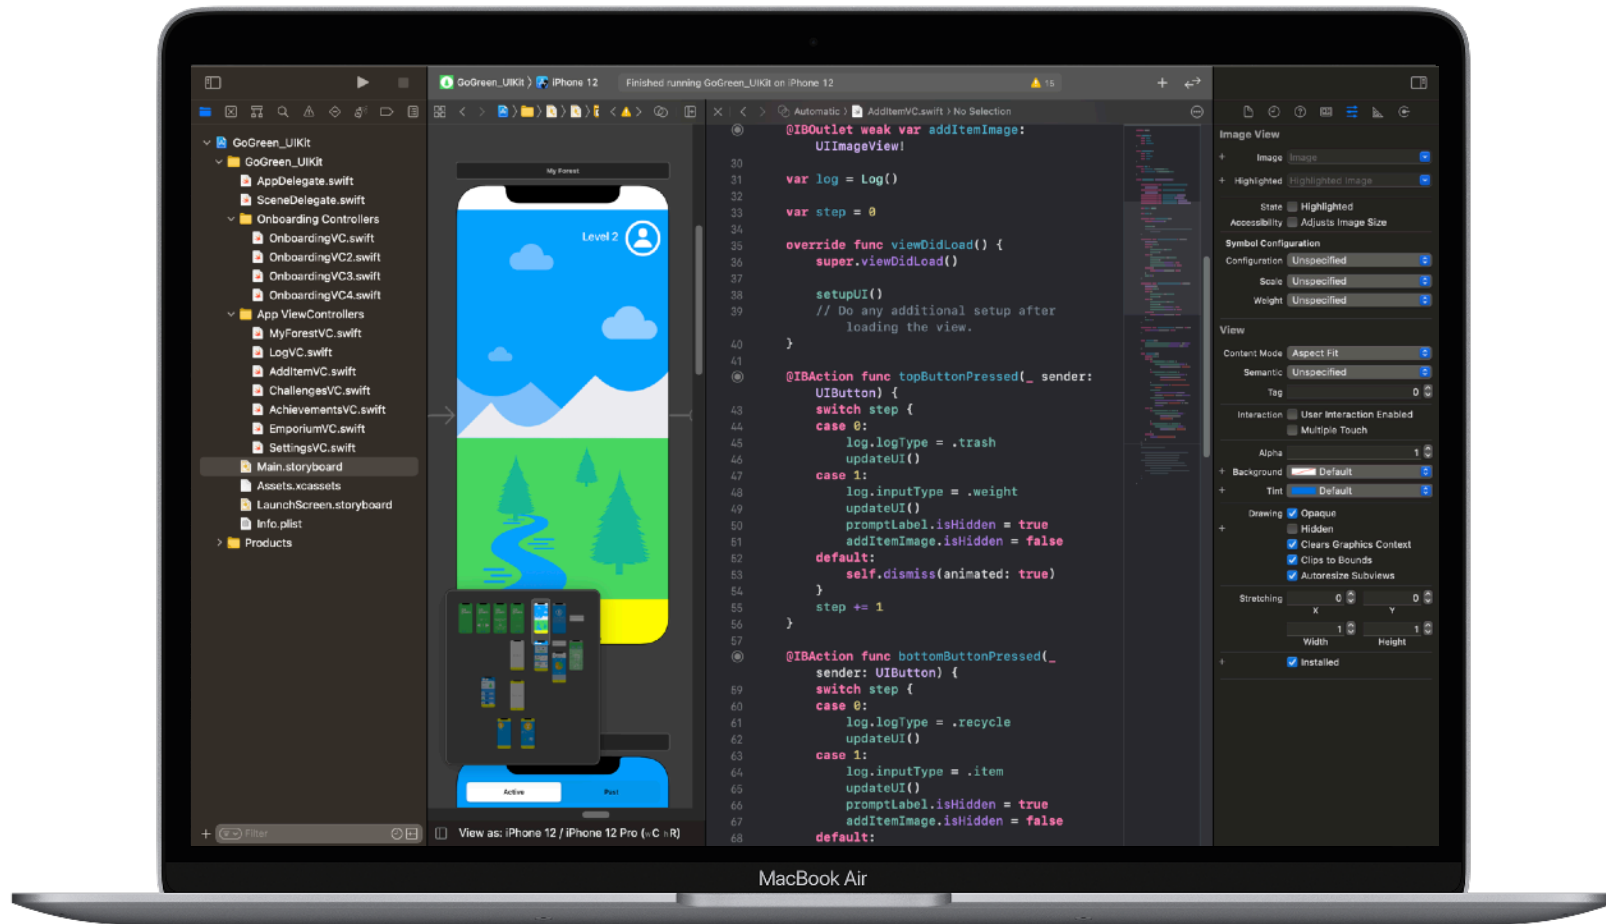 GoGreen_UIKit
iPhone 12
Finished running GoGreen_UIKit on iPhone 12
15
GoGreen_UIKit
GoGreen_UIKit
AppDelegate.swift
SceneDelegate.swift
Onboarding Controllers
OnboardingVC.swift
OnboardingVC2.swift
OnboardingVC3.swift
OnboardingVC4.swift
App ViewControllers
MyForestVC.swift
LogVC.swift
AddItemVC.swift
ChallengesVC.swift
AchievementsVC.swift
EmporiumVC.swift
SettingsVC.swift
Main.storyboard
Assets.xcassets
LaunchScreen.storyboard
Info.plist
Products
Filter
My Forest
Level 2
Active
Past
View as: iPhone 12 / iPhone 12 Pro (wC hR)
Automatic
AddItemVC.swift
No Selection
@IBOutlet weak var addItemImage:
UIImageView!
30
31 var log = Log()
32
33 var step = 0
34
35 override func viewDidLoad() {
36 super.viewDidLoad()
37
38 setupUI()
39 // Do any additional setup after
loading the view.
40 }
41
@IBAction func topButtonPressed(_ sender:
UIButton) {
43 switch step {
44 case 0:
45 log.logType = .trash
46 updateUI()
47 case 1:
48 log.inputType = .weight
49 updateUI()
50 promptLabel.isHidden = true
51 addItemImage.isHidden = false
52 default:
53 self.dismiss(animated: true)
54 }
55 step += 1
56 }
57
@IBAction func bottomButtonPressed(_
sender: UIButton) {
59 switch step {
60 case 0:
61 log.logType = .recycle
62 updateUI()
63 case 1:
64 log.inputType = .item
65 updateUI()
66 promptLabel.isHidden = true
67 addItemImage.isHidden = false
68 default:
Image View
Image Image
Highlighted Highlighted Image
State Highlighted
Accessibility Adjusts Image Size
Symbol Configuration
Configuration Unspecified
Scale Unspecified
Weight Unspecified
View
Content Mode Aspect Fit
Semantic Unspecified
Tag 0
Interaction User Interaction Enabled
Multiple Touch
Alpha 1
Background Default
Tint Default
Drawing Opaque
Hidden
Clears Graphics Context
Clips to Bounds
Autoresize Subviews
Stretching 0 0
X Y
1 1
Width Height
Installed
MacBook Air